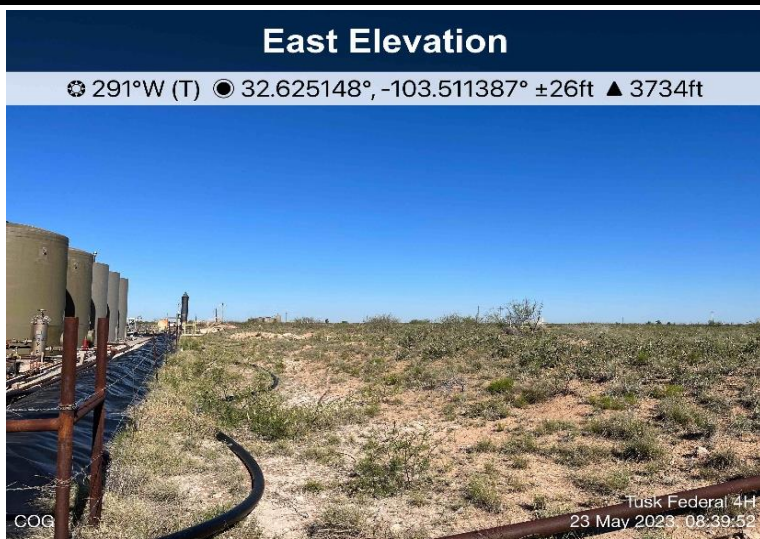 East Elevation
291°W (T) 32.625148°, -103.511387° ±26ft ▲ 3734ft
COG
Tusk Federal 4H
23 May 2023, 08:39:52